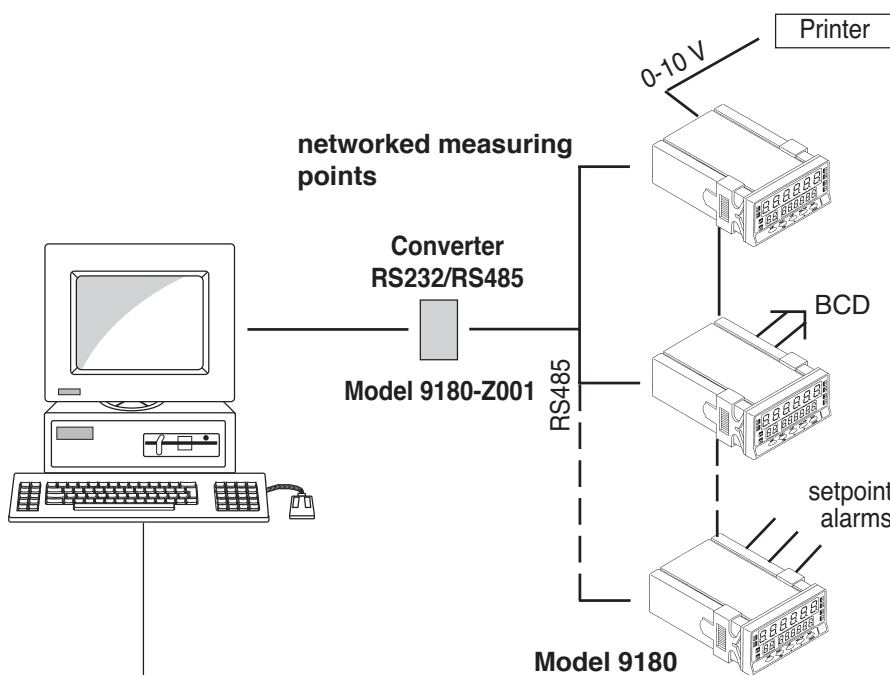 Printer
0-10 V
networked measuring
points
Converter
RS232/RS485
BCD
Model 9180-Z001
RS485
setpoint
alarms
Model 9180